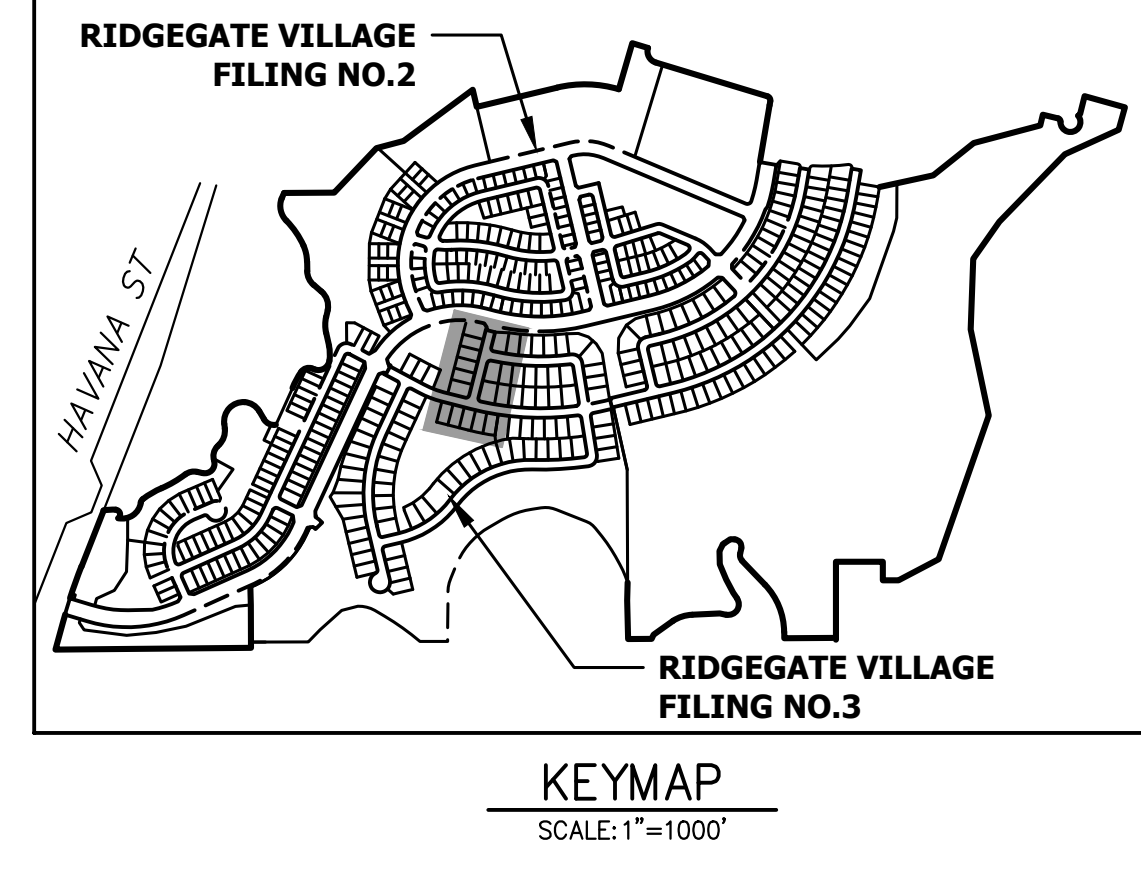 RIDGEGATE VILLAGE
FILING NO.2
HAVANA ST
RIDGEGATE VILLAGE
FILING NO.3
KEYMAP
SCALE: 1"=1000'